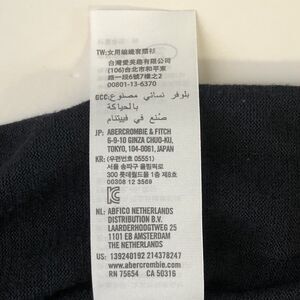 TW:女用編織套頭衫
台灣愛芙趣有限公司
(106)台北市和平東
路一段6號7樓之2
00801-13-6370
GCC: بلوفر نسائي مصنوع
بالحياكة
صُنع في فييتنام
JP: ABERCROMBIE & FITCH
6-9-10 GINZA CHUO-KU,
TOKYO, 104-0061, JAPAN
KR: (우편번호 05551)
서울 송파구 올림픽로
300 롯데월드몰 1층 제8호
00308 12 3569
NL: ABFICO NETHERLANDS
DISTRIBUTION B.V.
LAARDERHOOGTWEG 25
1101 EB AMSTERDAM
THE NETHERLANDS
US: 139240192 214378247
www.abercrombie.com
RN 75654 CA 50316